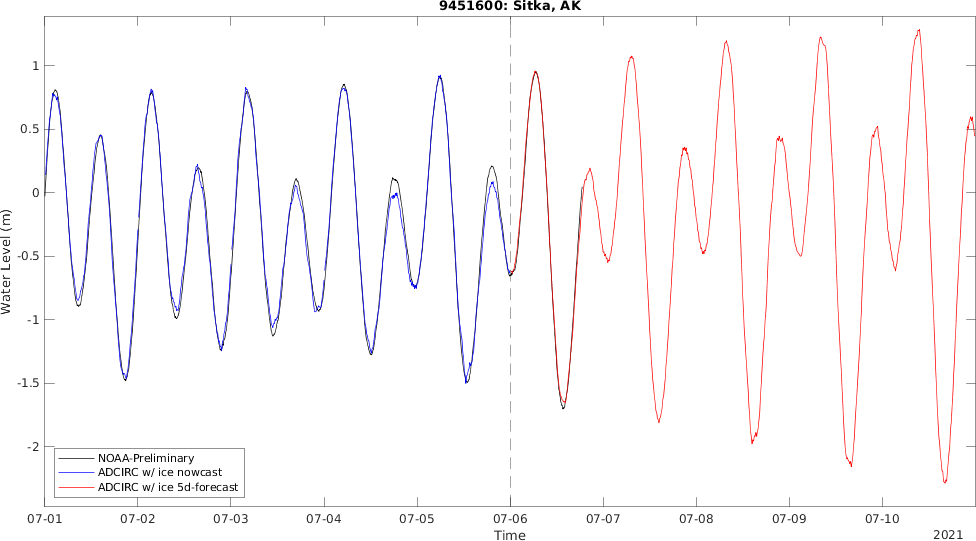 9451600: Sitka, AK
Water Level (m)
1
0.5
0
-0.5
-1
-1.5
-2
NOAA-Preliminary
ADCIRC w/ ice nowcast
ADCIRC w/ ice 5d-forecast
07-01 07-02 07-03 07-04 07-05 07-06 07-07 07-08 07-09 07-10
Time
2021